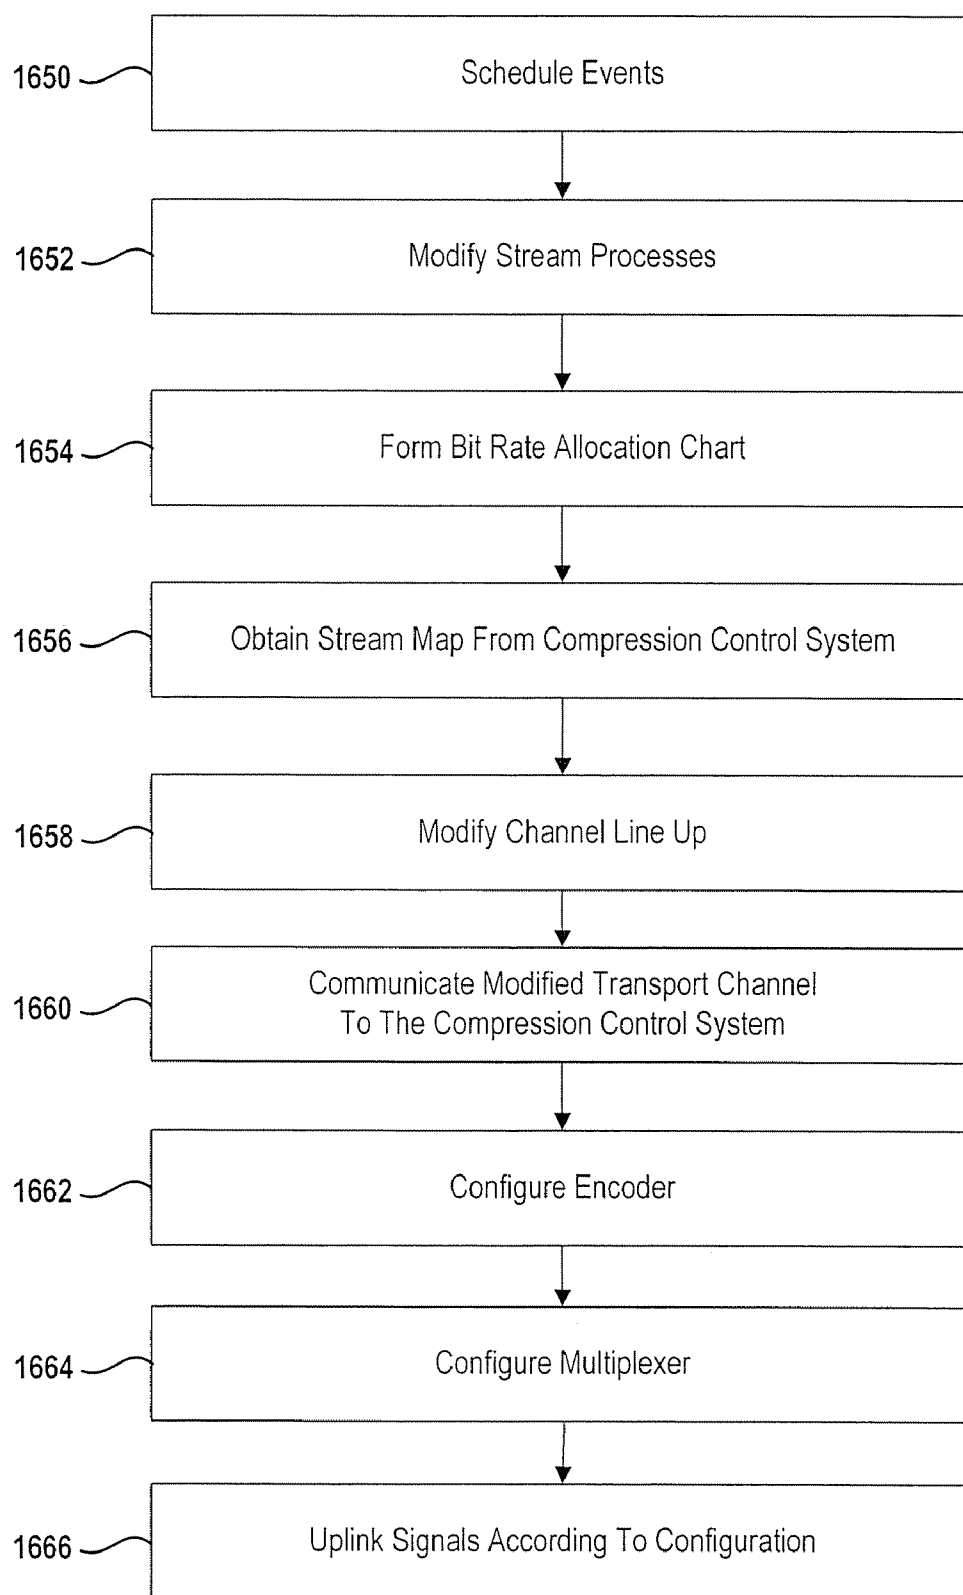 1650
Schedule Events
1652
Modify Stream Processes
1654
Form Bit Rate Allocation Chart
1656
Obtain Stream Map From Compression Control System
1658
Modify Channel Line Up
1660
Communicate Modified Transport Channel
To The Compression Control System
1662
Configure Encoder
1664
Configure Multiplexer
1666
Uplink Signals According To Configuration